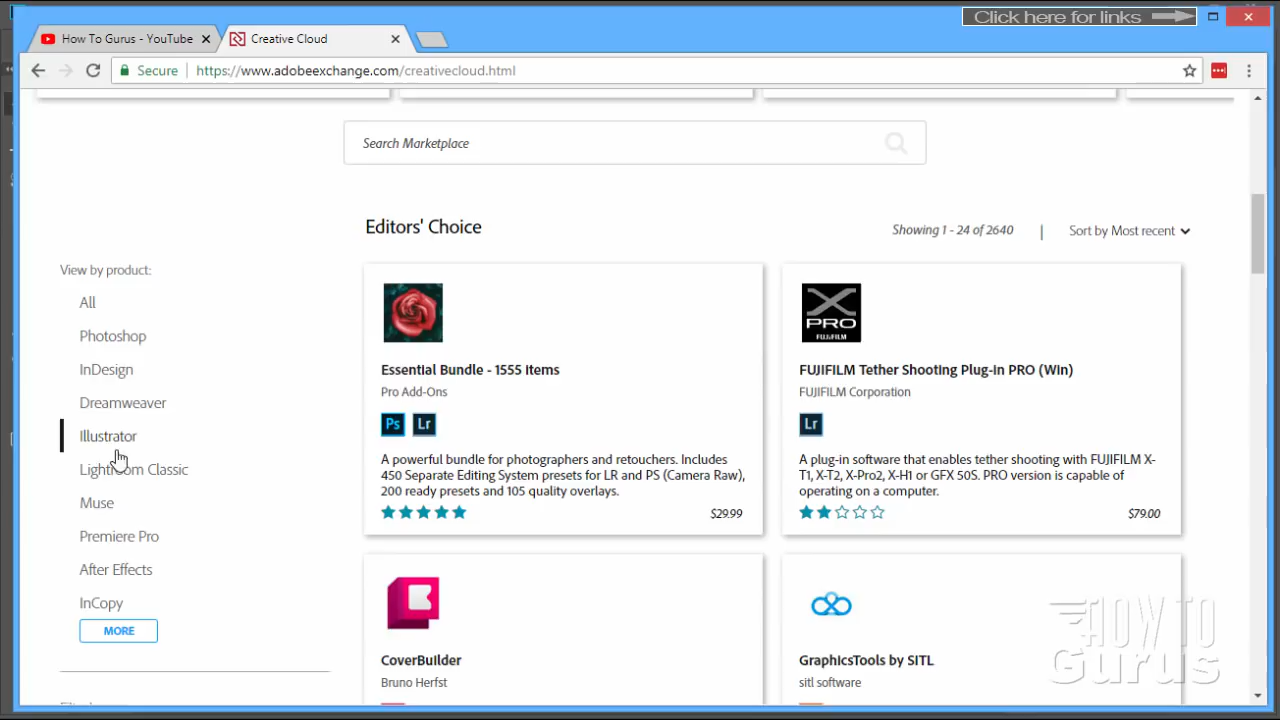 Click here for links
How To Gurus - YouTube
Creative Cloud
Secure
https://www.adobeexchange.com/creativecloud.html
Search Marketplace
Editors' Choice
Showing 1 - 24 of 2640
Sort by Most recent
View by product:
All
Photoshop
InDesign
Dreamweaver
Illustrator
Lightroom Classic
Muse
Premiere Pro
After Effects
InCopy
MORE
Essential Bundle - 1555 items
Pro Add-Ons
Ps Lr
A powerful bundle for photographers and retouchers. Includes
450 Separate Editing System presets for LR and PS (Camera Raw),
200 ready presets and 105 quality overlays.
$29.99
X
PRO
FUJIFILM
FUJIFILM Tether Shooting Plug-in PRO (Win)
FUJIFILM Corporation
Lr
A plug-in software that enables tether shooting with FUJIFILM X-
T1, X-T2, X-Pro2, X-H1 or GFX 50S. PRO version is capable of
operating on a computer.
$79.00
CoverBuilder
Bruno Herfst
GraphicsTools by SITL
sitl software
HOW TO
Gurus